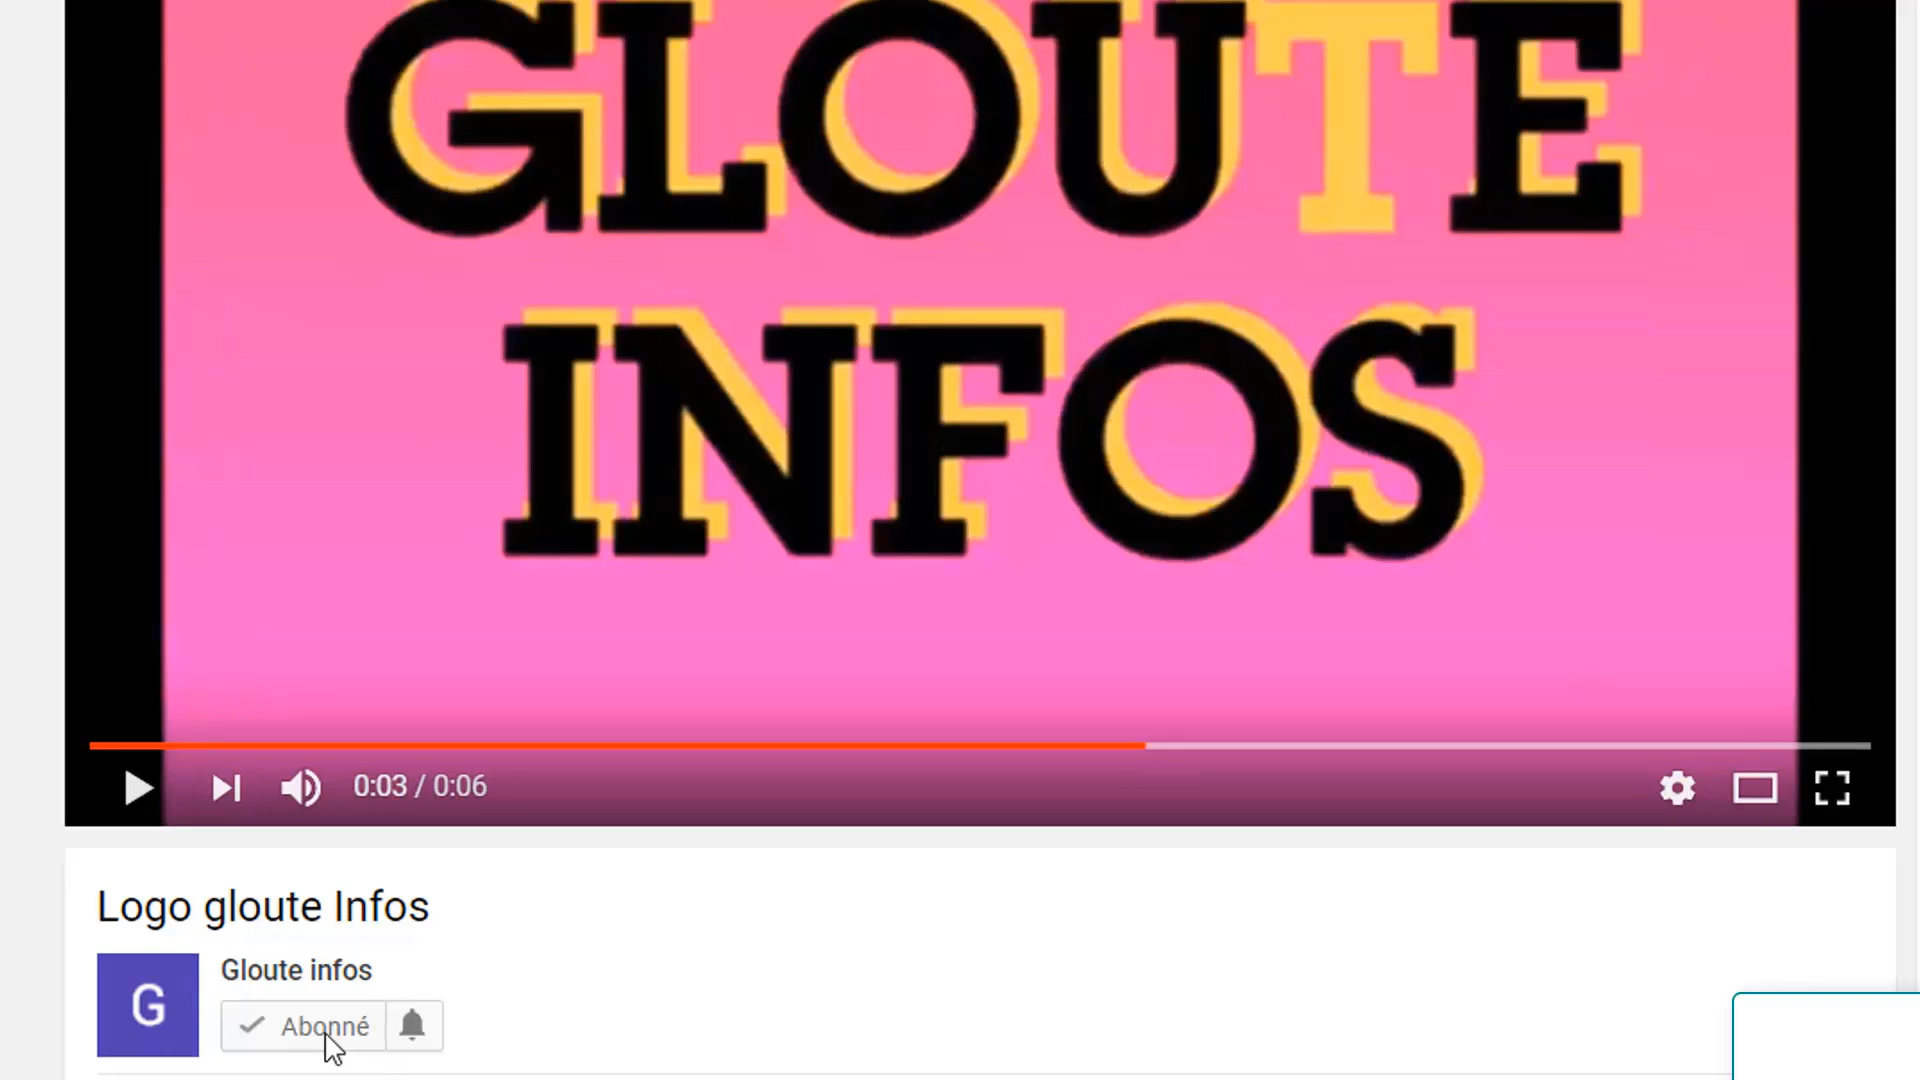 GLOUTE
INFOS
0:03 / 0:06
Logo gloute Infos
G
Gloute infos
Abonné